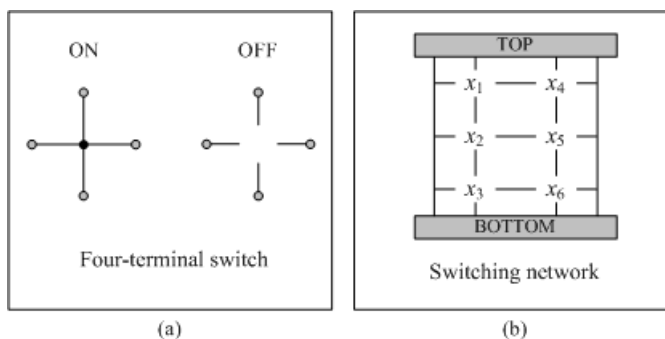 ON OFF
Four-terminal switch
(a)
TOP
x1 x4
x2 x5
x3 x6
BOTTOM
Switching network
(b)